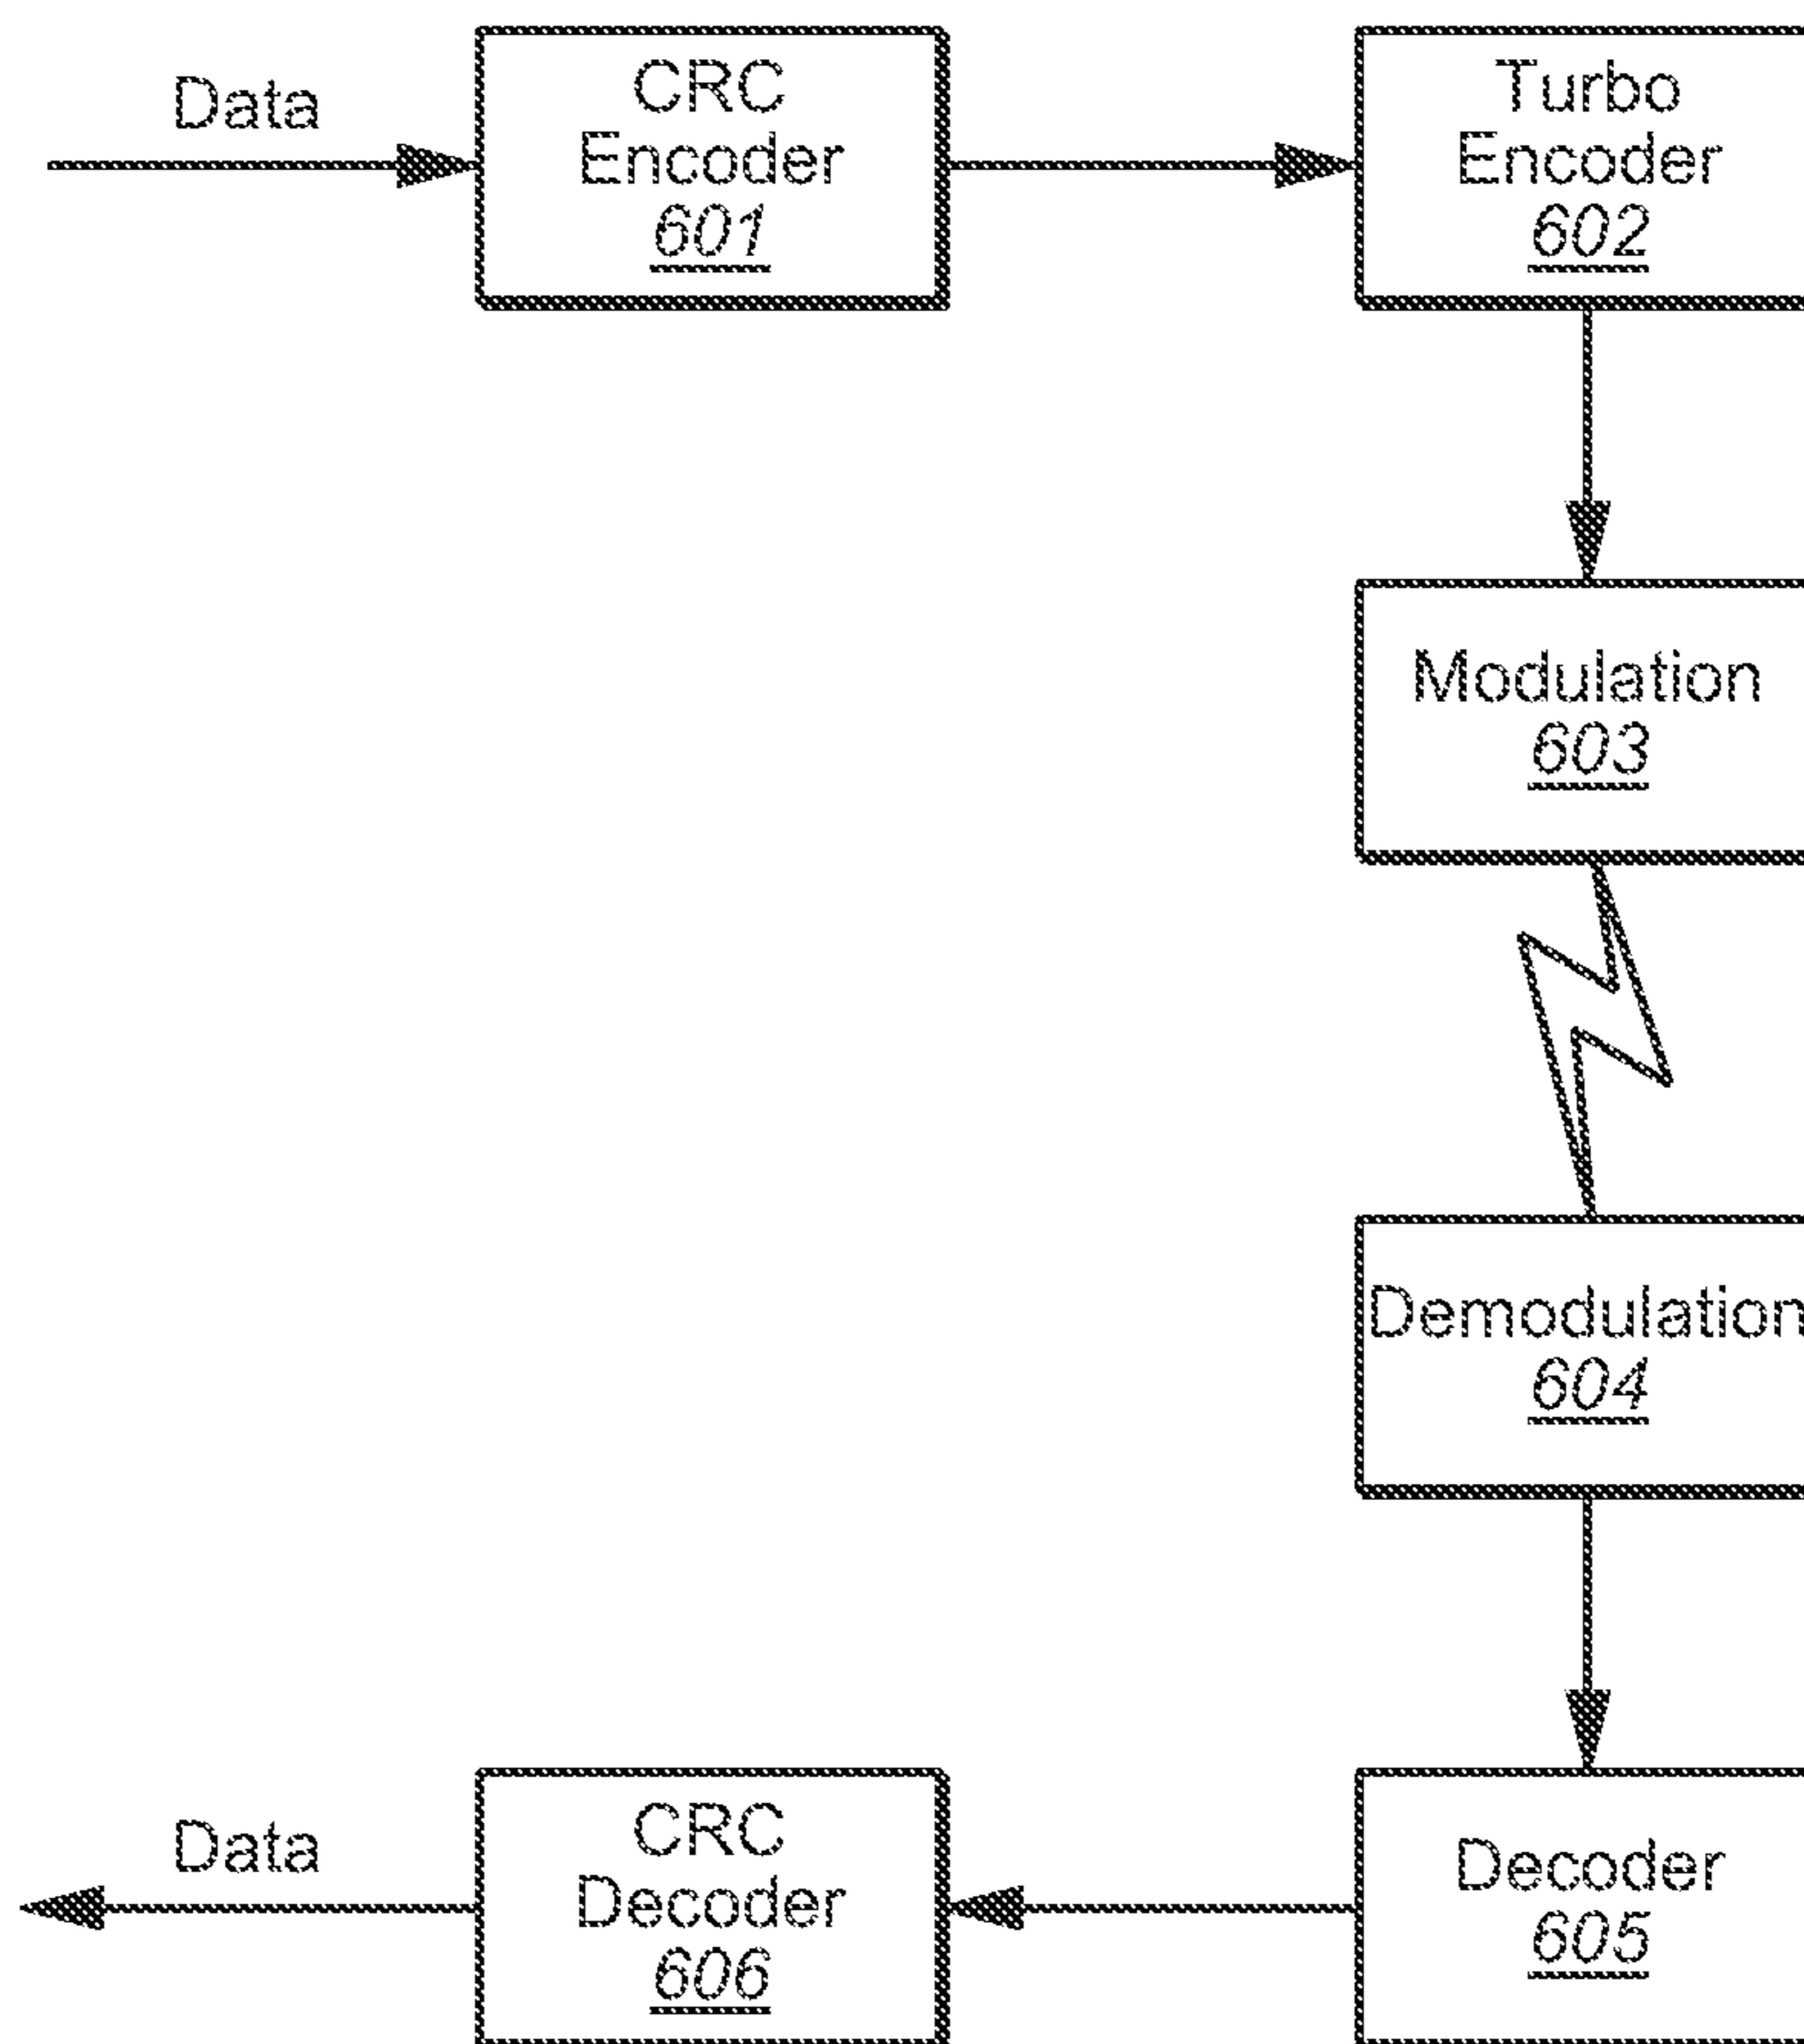 Data
CRC
Encoder
601
Turbo
Encoder
602
Modulation
603
Demodulation
604
Data
CRC
Decoder
606
Decoder
605